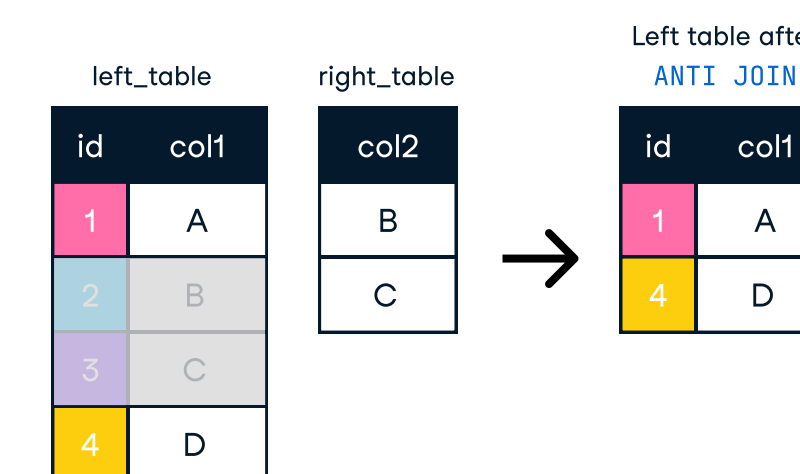 Left table afte
left_table right_table ANTI JOIN
id col1 col2 id col1
1 A B 1 A
2 B C 4 D
3 C
4 D